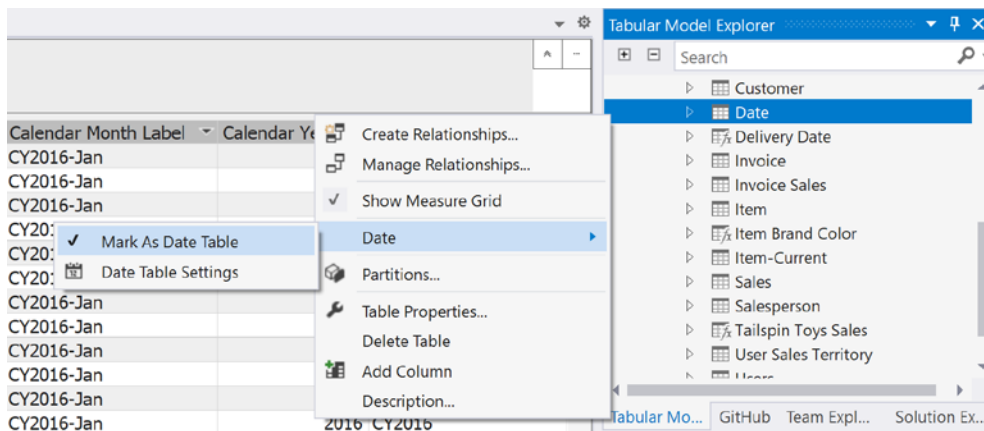 Tabular Model Explorer
Search
Customer
Date
Delivery Date
Invoice
Invoice Sales
Item
Item Brand Color
Item-Current
Sales
Salesperson
Tailspin Toys Sales
User Sales Territory
Users
Tabular Mo... GitHub Team Expl... Solution Ex...
Calendar Month Label Calendar Ye
CY2016-Jan
CY2016-Jan
CY2016-Jan
CY201
CY201
CY201
CY2016-Jan
CY2016-Jan
CY2016-Jan
CY2016-Jan
CY2016-Jan
CY2016-Jan 2016 CY2016
Create Relationships...
Manage Relationships...
Show Measure Grid
Date
Partitions...
Table Properties...
Delete Table
Add Column
Description...
Mark As Date Table
Date Table Settings